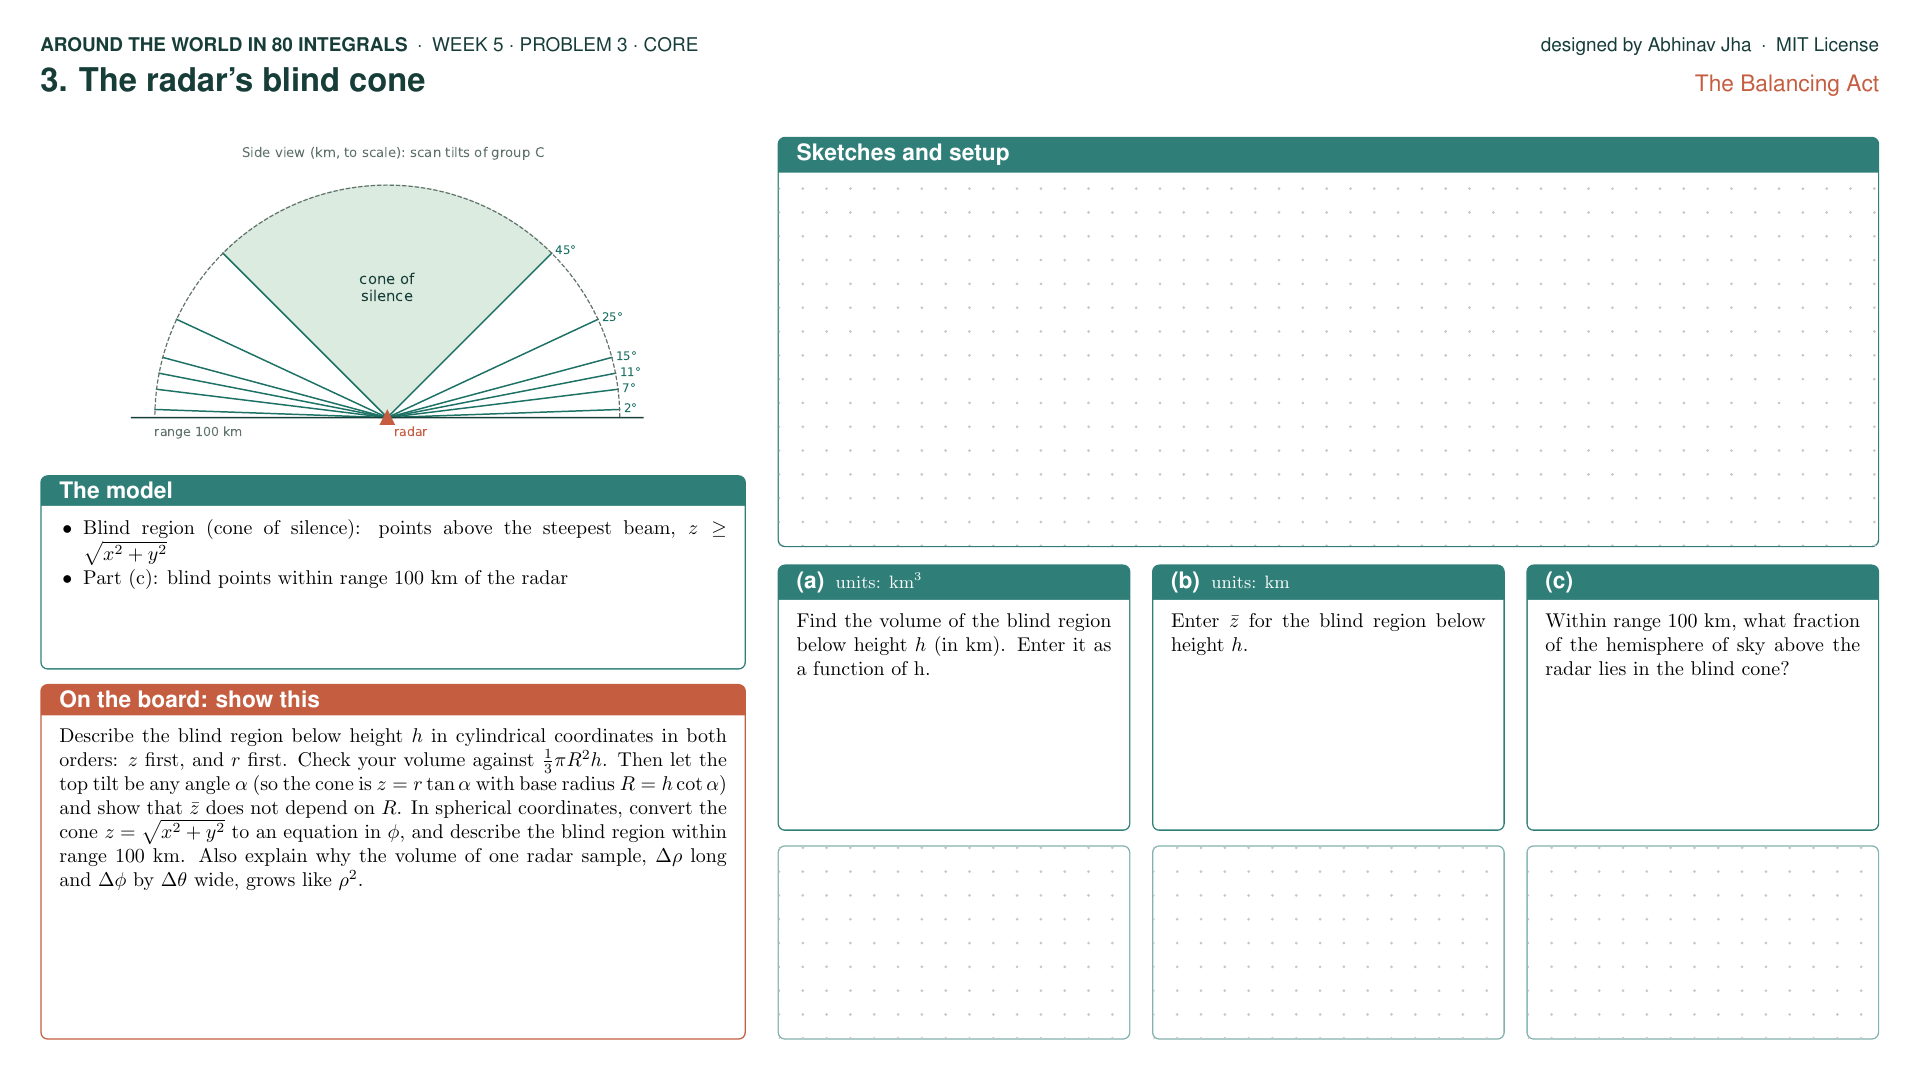 AROUND THE WORLD IN 80 INTEGRALS · WEEK 5 · PROBLEM 3 · CORE
designed by Abhinav Jha · MIT License
3. The radar's blind cone
The Balancing Act
Side view (km, to scale): scan tilts of group C
cone of
silence
45°
25°
15°
11°
7°
2°
range 100 km
radar
The model
• Blind region (cone of silence): points above the steepest beam, z ≥
√(x² + y²)
• Part (c): blind points within range 100 km of the radar
On the board: show this
Describe the blind region below height h in cylindrical coordinates in both
orders: z first, and r first. Check your volume against ⅓πR²h. Then let the
top tilt be any angle α (so the cone is z = r tan α with base radius R = h cot α)
and show that z̄ does not depend on R. In spherical coordinates, convert the
cone z = √(x² + y²) to an equation in ϕ, and describe the blind region within
range 100 km. Also explain why the volume of one radar sample, Δρ long
and Δϕ by Δθ wide, grows like ρ².
Sketches and setup
(a) units: km³
Find the volume of the blind region
below height h (in km). Enter it as
a function of h.
(b) units: km
Enter z̄ for the blind region below
height h.
(c)
Within range 100 km, what fraction
of the hemisphere of sky above the
radar lies in the blind cone?